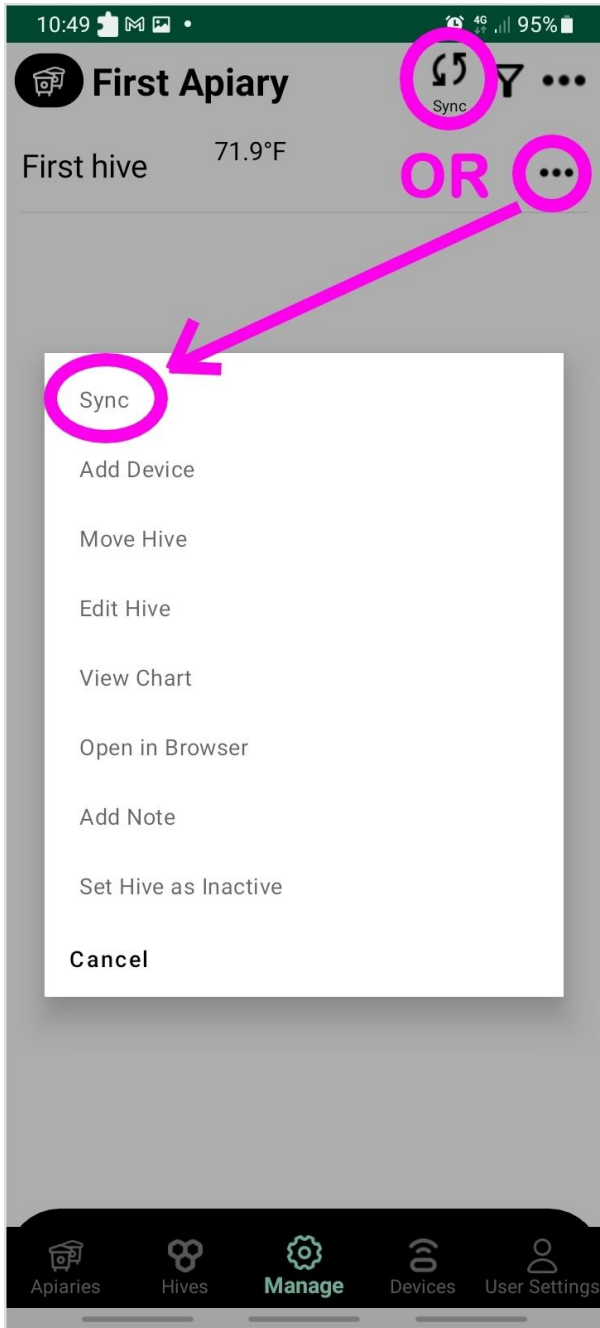 10:49 4G 95%
First Apiary
Sync
First hive 71.9°F OR
Sync
Add Device
Move Hive
Edit Hive
View Chart
Open in Browser
Add Note
Set Hive as Inactive
Cancel
Apiaries Hives Manage Devices User Settings